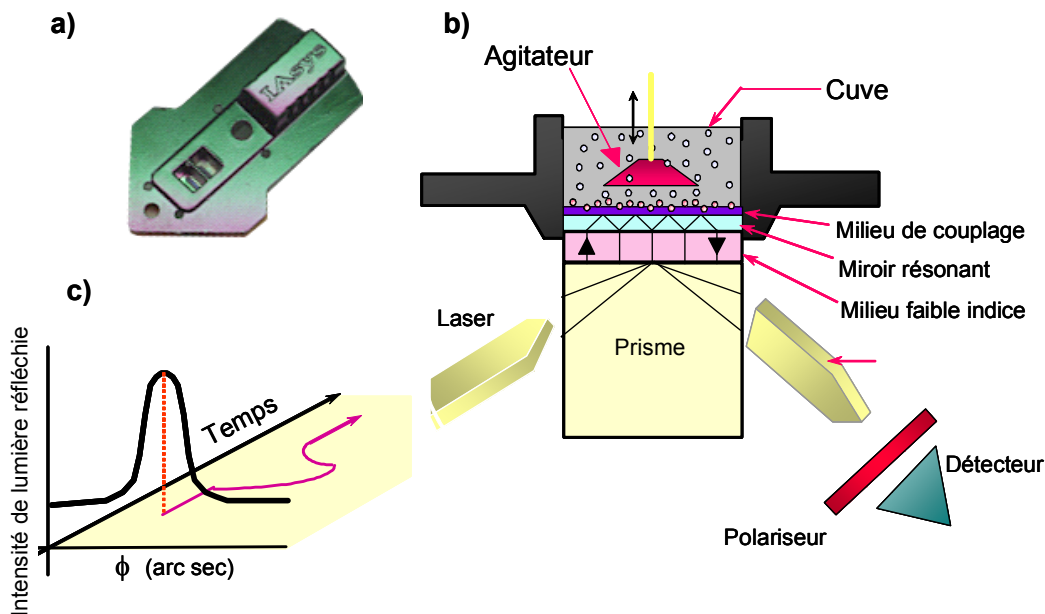 a)
IAsys
b)
Agitateur
Cuve
Milieu de couplage
Miroir résonant
Milieu faible indice
Laser
Prisme
Détecteur
Polariseur
c)
Intensité de lumière réfléchie
Temps
ϕ (arc sec)